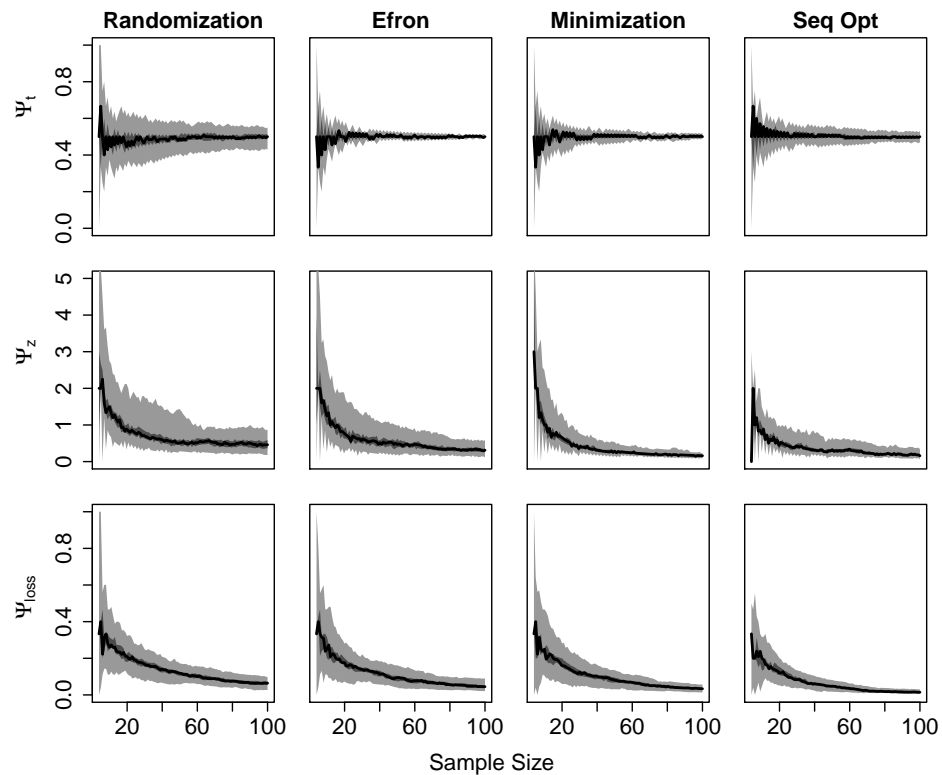 Randomization Efron Minimization Seq Opt
Ψt
0.0 0.4 0.8
Ψz
0 1 2 3 4 5
Ψloss
0.0 0.4 0.8
20 60 100 20 60 100 20 60 100 20 60 100
Sample Size